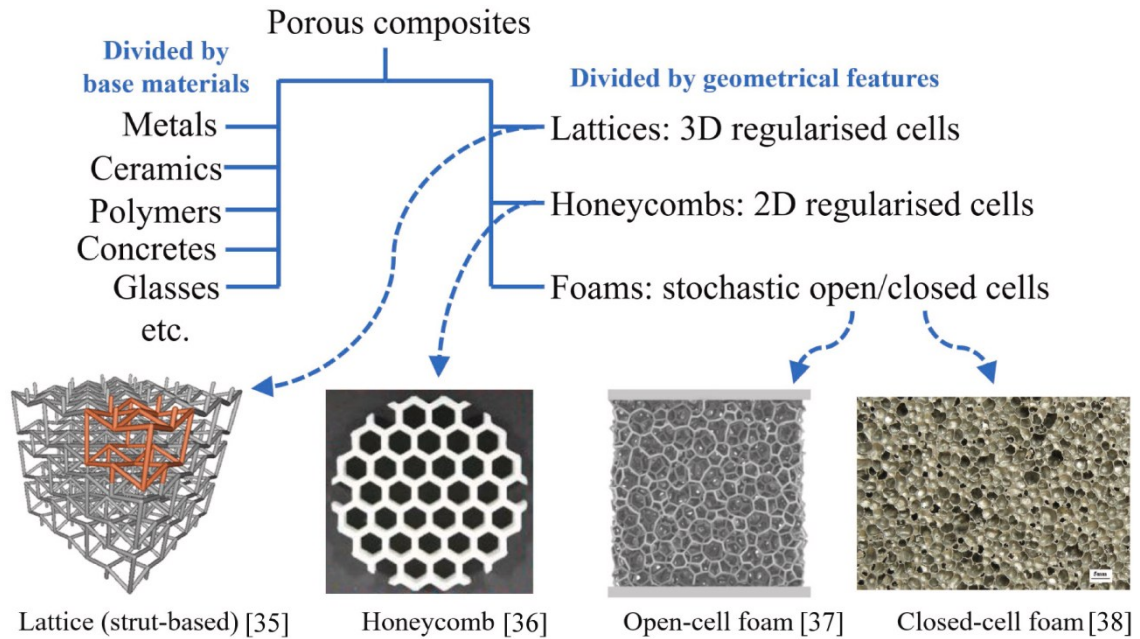 Porous composites
Divided by
base materials
Divided by geometrical features
Metals
Ceramics
Polymers
Concretes
Glasses
etc.
Lattices: 3D regularised cells
Honeycombs: 2D regularised cells
Foams: stochastic open/closed cells
5mm
Lattice (strut-based) [35]
Honeycomb [36]
Open-cell foam [37]
Closed-cell foam [38]